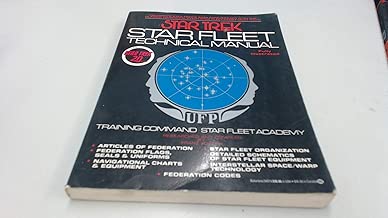 STAR TREK
STAR FLEET
TECHNICAL MANUAL
UFP
TRAINING COMMAND STAR FLEET ACADEMY
• ARTICLES OF FEDERATION
• FEDERATION FLAGS,
SEALS & UNIFORMS
• NAVIGATIONAL CHARTS
& EQUIPMENT
• STAR FLEET ORGANIZATION
DETAILED SCHEMATICS
OF STAR FLEET EQUIPMENT
• INTERSTELLAR SPACE/WARP
TECHNOLOGY
• FEDERATION CODES